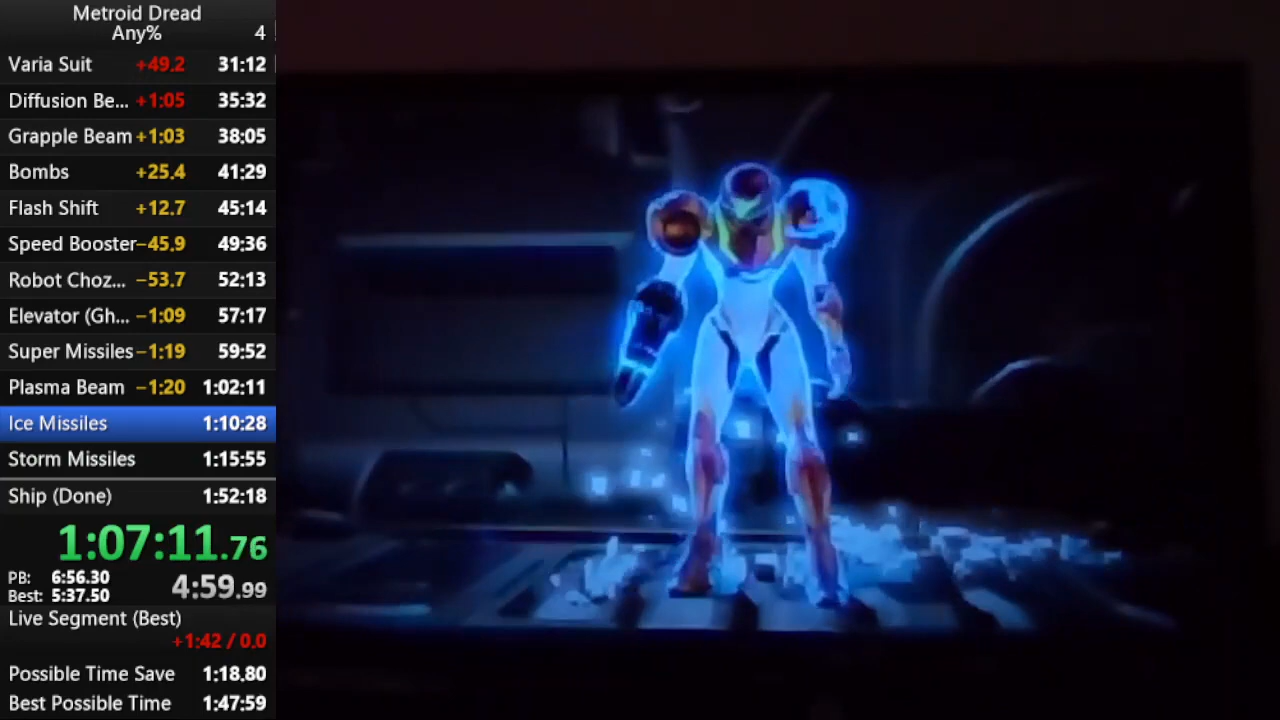 Metroid Dread
Any% 4
Varia Suit +49.2 31:12
Diffusion Be... +1:05 35:32
Grapple Beam +1:03 38:05
Bombs +25.4 41:29
Flash Shift +12.7 45:14
Speed Booster −45.9 49:36
Robot Choz... −53.7 52:13
Elevator (Gh... −1:09 57:17
Super Missiles −1:19 59:52
Plasma Beam −1:20 1:02:11
Ice Missiles 1:10:28
Storm Missiles 1:15:55
Ship (Done) 1:52:18
1:07:11.76
PB: 6:56.30
Best: 5:37.50
4:59.99
Live Segment (Best)
+1:42 / 0.0
Possible Time Save 1:18.80
Best Possible Time 1:47:59